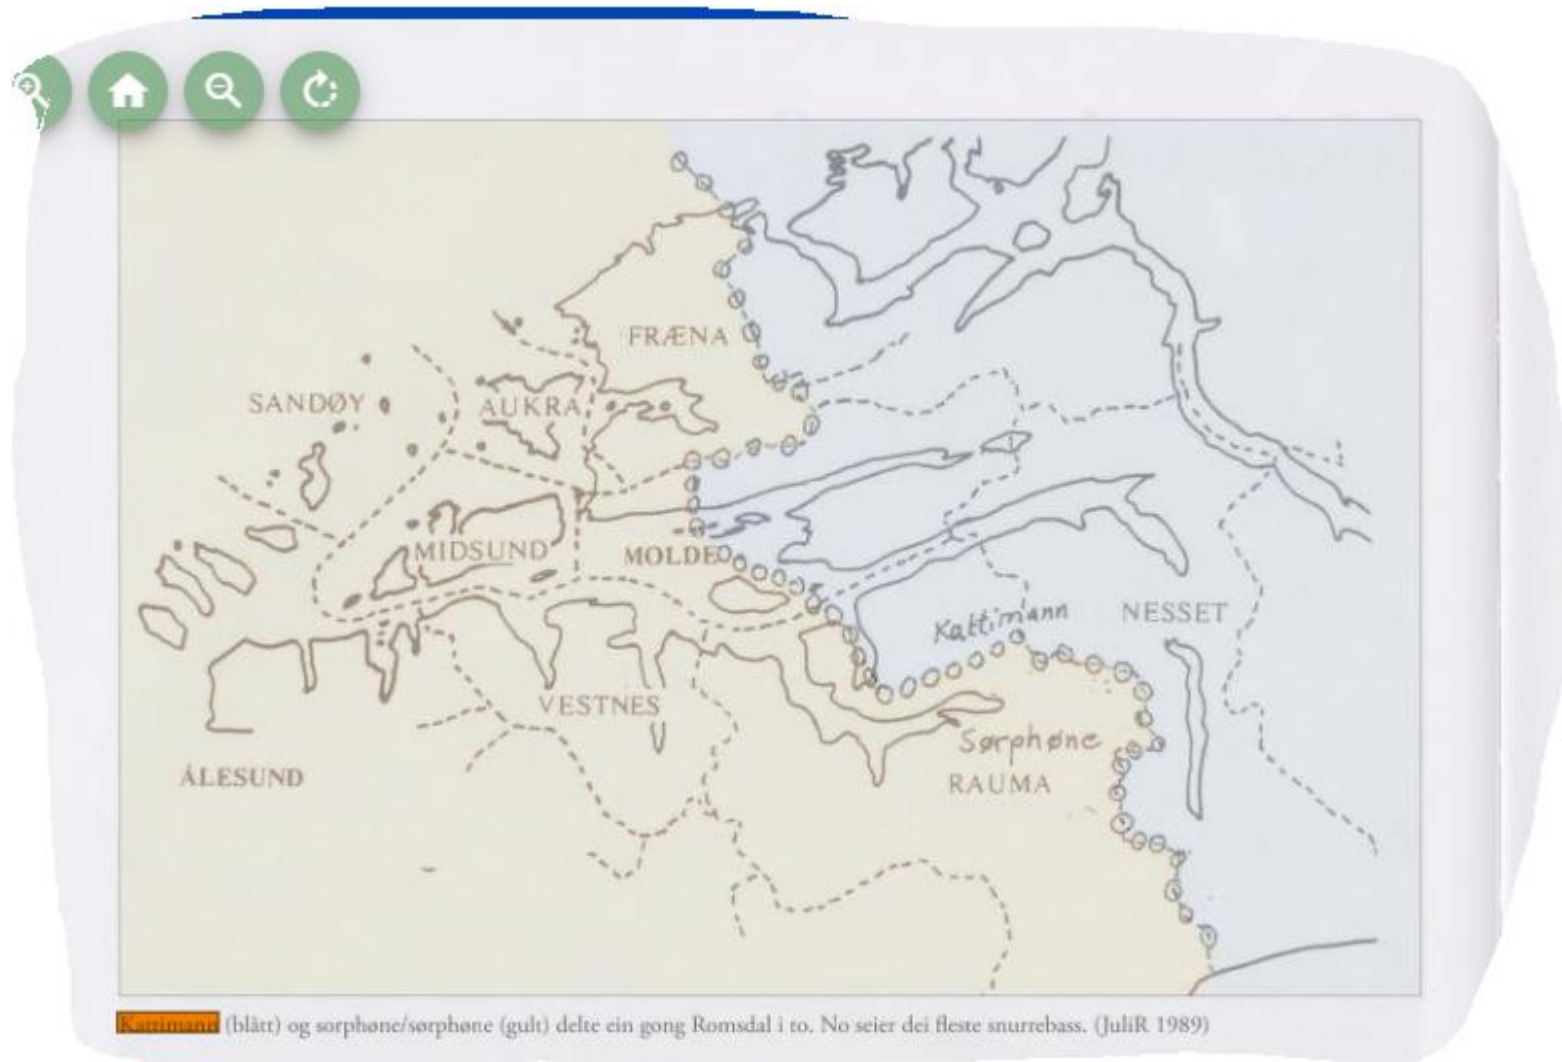 FRÆNA
SANDØY
AUKRA
MIDSUND
MOLDE
Kattimann
NESSET
VESTNES
Sørphøne
ÅLESUND
RAUMA
Kattimann (blått) og sorphøne/sørphøne (gult) delte ein gong Romsdal i to. No seier dei fleste snurrebass. (JuliR 1989)